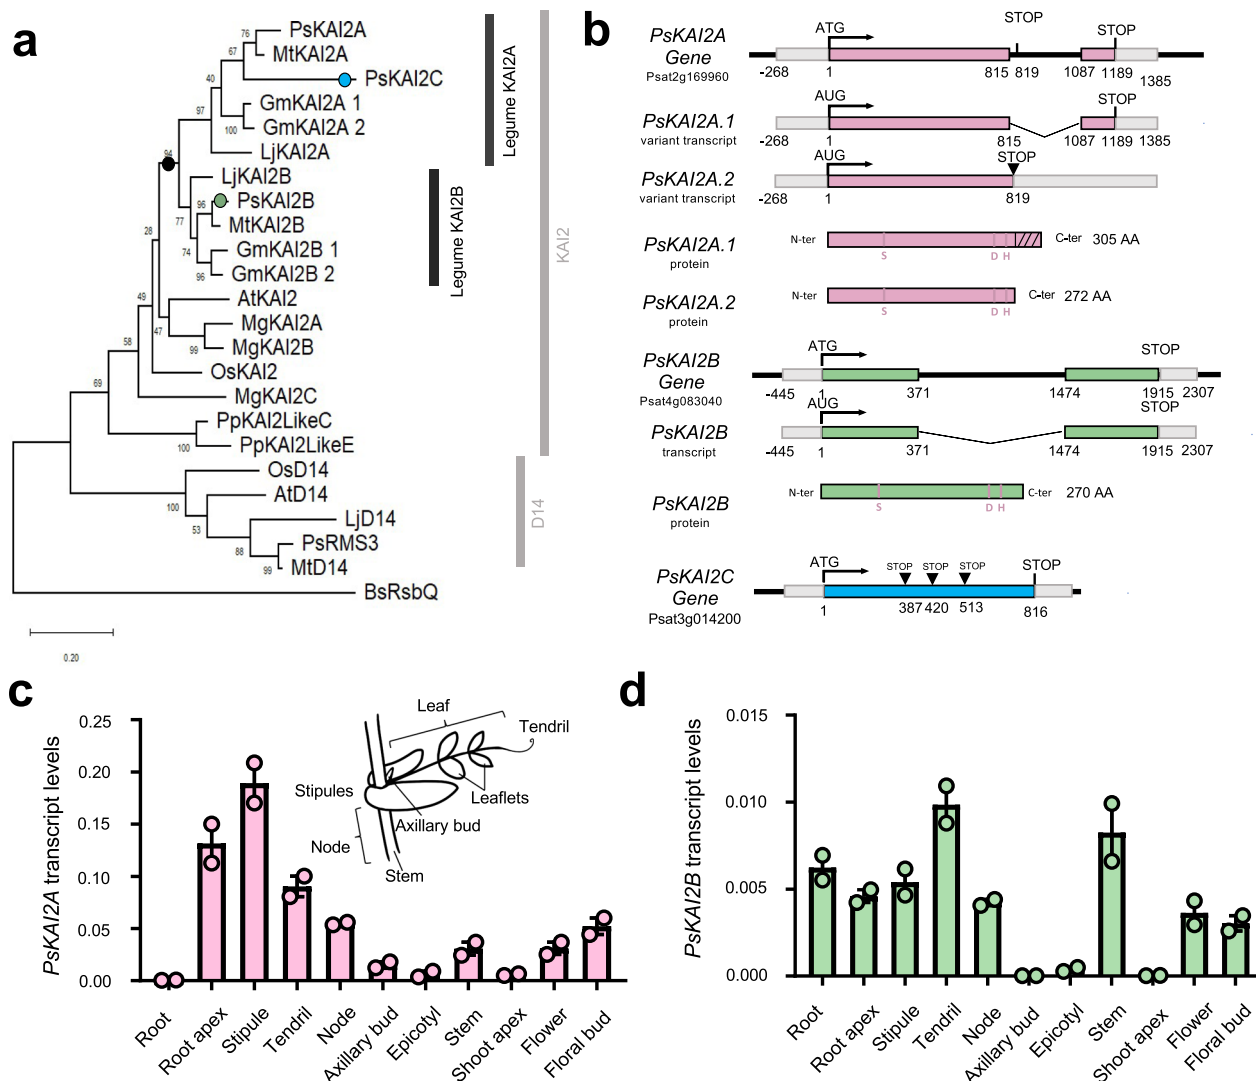 a
PsKAI2A
MtKAI2A
PsKAI2C
GmKAI2A 1
GmKAI2A 2
LjKAI2A
LjKAI2B
PsKAI2B
MtKAI2B
GmKAI2B 1
GmKAI2B 2
AtKAI2
MgKAI2A
MgKAI2B
OsKAI2
MgKAI2C
PpKAI2LikeC
PpKAI2LikeE
OsD14
AtD14
LjD14
PsRMS3
MtD14
BsRsbQ
76
67
40
97
100
94
96
77
74
96
28
49
47
99
58
69
100
100
53
88
99
0.20
Legume KAI2A
Legume KAI2B
KAI2
D14
b
PsKAI2A
Gene
Psat2g169960
ATG
STOP
STOP
-268
1
815
819
1087
1189
1385
PsKAI2A.1
variant transcript
AUG
STOP
-268
1
815
1087
1189
1385
PsKAI2A.2
variant transcript
AUG
STOP
-268
1
819
PsKAI2A.1
protein
N-ter
S
D
H
C-ter
305 AA
PsKAI2A.2
protein
N-ter
S
D
H
C-ter
272 AA
PsKAI2B
Gene
Psat4g083040
ATG
STOP
-445
1
371
1474
1915
2307
PsKAI2B
transcript
AUG
STOP
-445
1
371
1474
1915
2307
PsKAI2B
protein
N-ter
S
D
H
C-ter
270 AA
PsKAI2C
Gene
Psat3g014200
ATG
STOP
STOP
STOP
STOP
1
387
420
513
816
c
PsKAI2A transcript levels
0.25
0.20
0.15
0.10
0.05
0.00
Root
Root apex
Stipule
Tendril
Node
Axillary bud
Epicotyl
Stem
Shoot apex
Flower
Floral bud
Leaf
Tendril
Stipules
Leaflets
Axillary bud
Node
Stem
d
PsKAI2B transcript levels
0.015
0.010
0.005
0.000
Root
Root apex
Stipule
Tendril
Node
Axillary bud
Epicotyl
Stem
Shoot apex
Flower
Floral bud